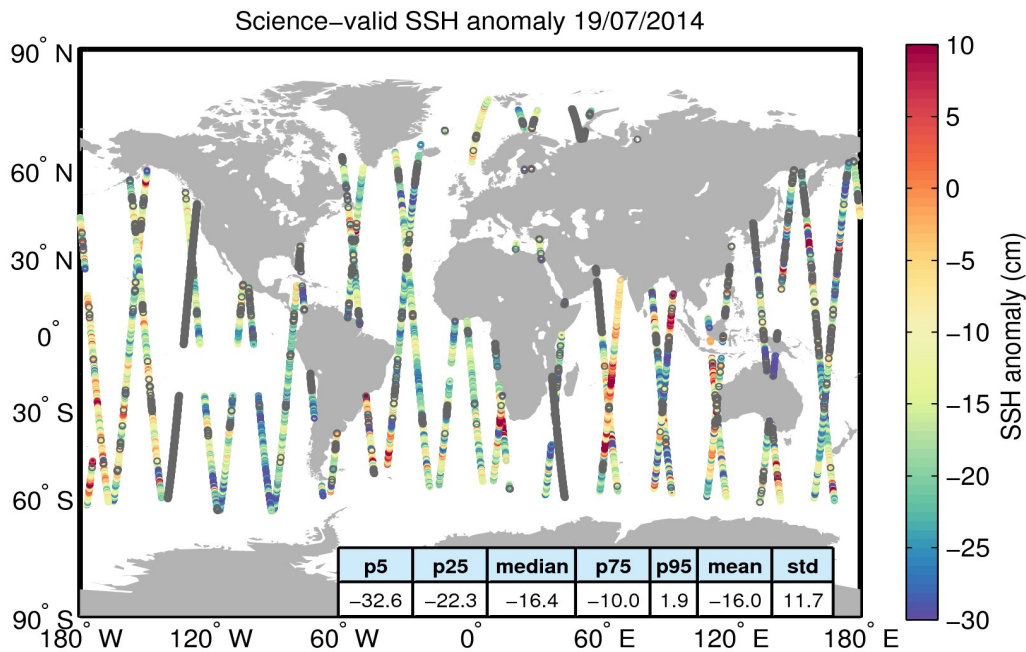 Science−valid SSH anomaly 19/07/2014
90° N
60° N
30° N
0°
30° S
60° S
90° S
180° W
120° W
60° W
0°
60° E
120° E
180° E
p5 p25 median p75 p95 mean std
−32.6 −22.3 −16.4 −10.0 1.9 −16.0 11.7
10
5
0
−5
−10
−15
−20
−25
−30
SSH anomaly (cm)